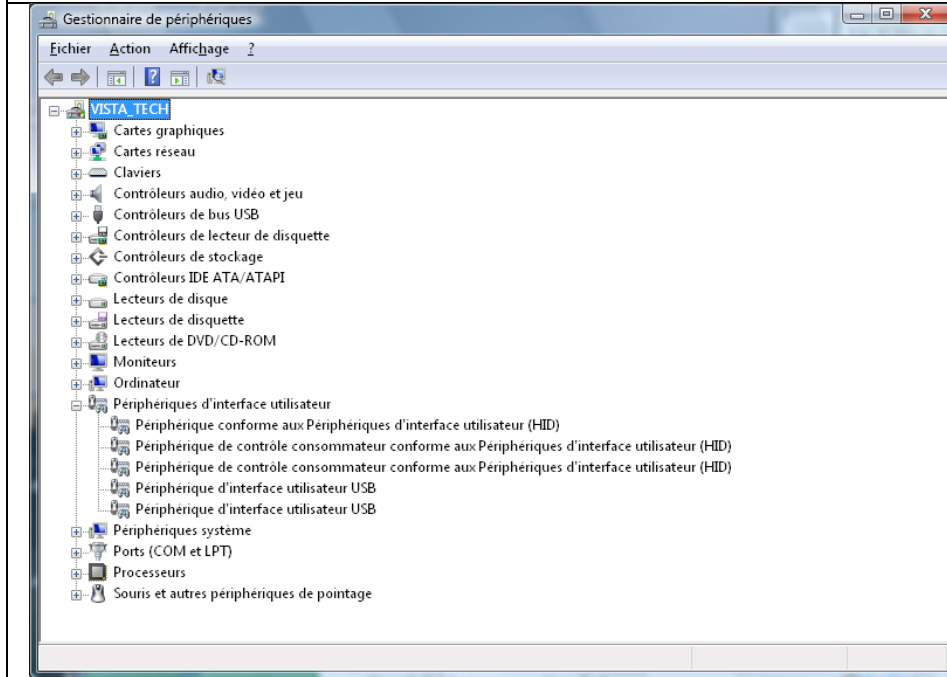 Gestionnaire de périphériques
Fichier Action Affichage ?
VISTA_TECH
Cartes graphiques
Cartes réseau
Claviers
Contrôleurs audio, vidéo et jeu
Contrôleurs de bus USB
Contrôleurs de lecteur de disquette
Contrôleurs de stockage
Contrôleurs IDE ATA/ATAPI
Lecteurs de disque
Lecteurs de disquette
Lecteurs de DVD/CD-ROM
Moniteurs
Ordinateur
Périphériques d'interface utilisateur
Périphérique conforme aux Périphériques d'interface utilisateur (HID)
Périphérique de contrôle consommateur conforme aux Périphériques d'interface utilisateur (HID)
Périphérique de contrôle consommateur conforme aux Périphériques d'interface utilisateur (HID)
Périphérique d'interface utilisateur USB
Périphérique d'interface utilisateur USB
Périphériques système
Ports (COM et LPT)
Processeurs
Souris et autres périphériques de pointage